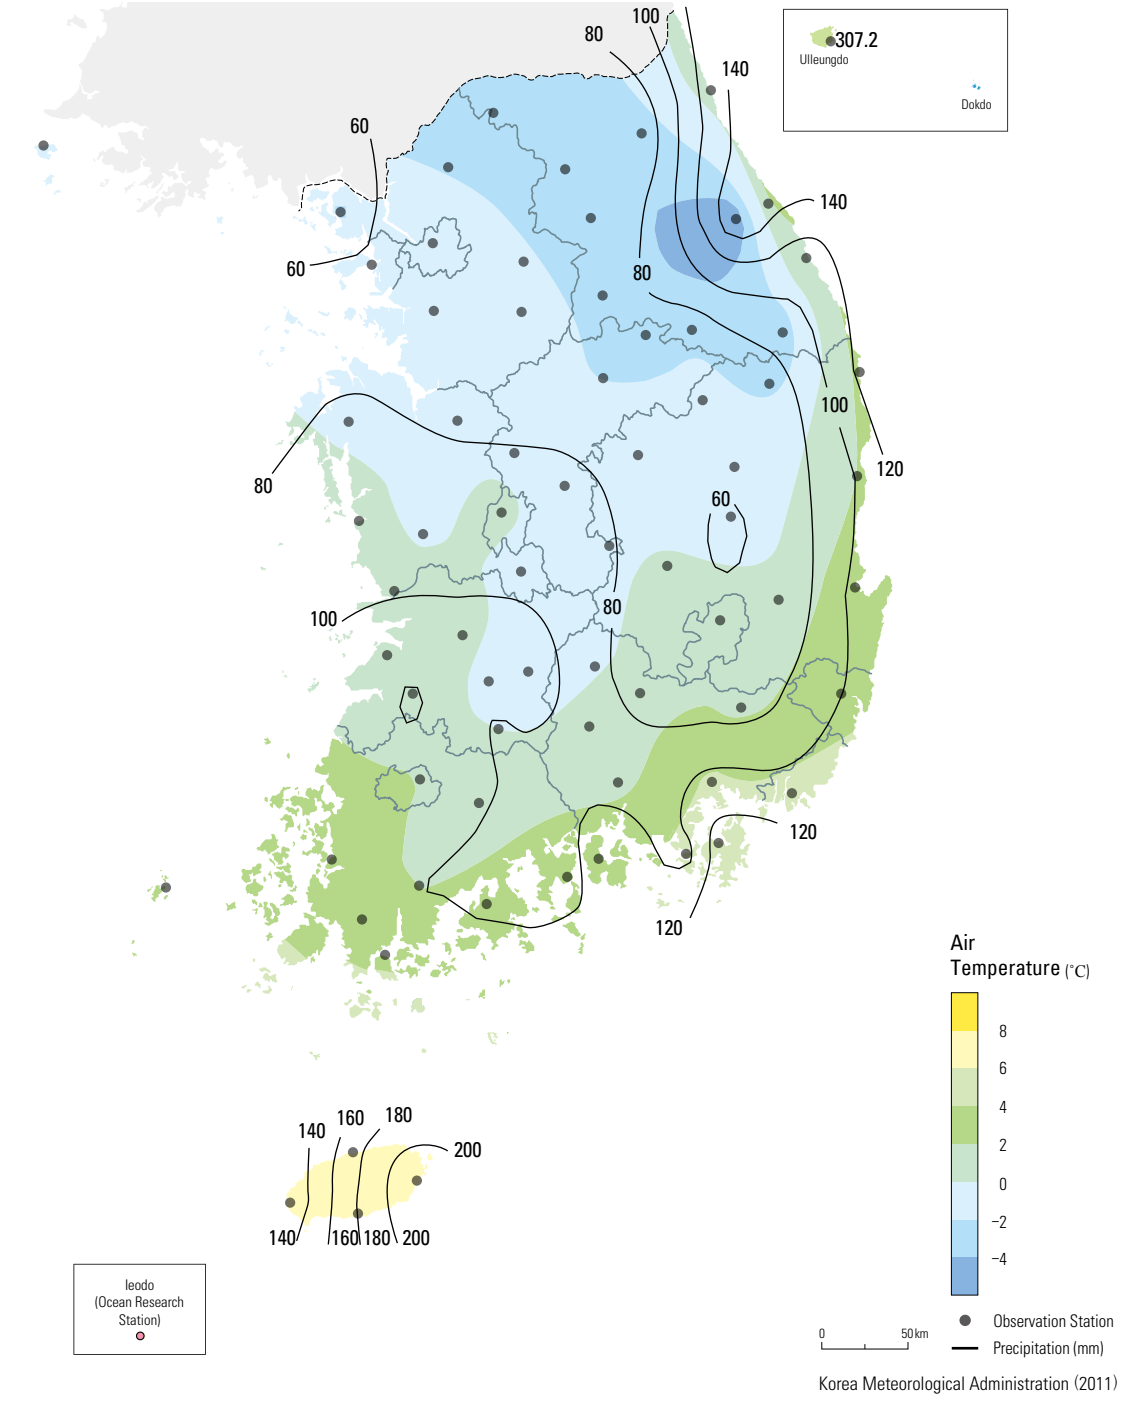 100
80
140
307.2
Ulleungdo
Dokdo
60
140
60
80
100
120
80
60
100
80
120
120
Air
Temperature (°C)
8
6
4
2
0
−2
−4
140
160
180
200
140
160
180
200
Ieodo
(Ocean Research
Station)
0
50 km
Observation Station
Precipitation (mm)
Korea Meteorological Administration (2011)